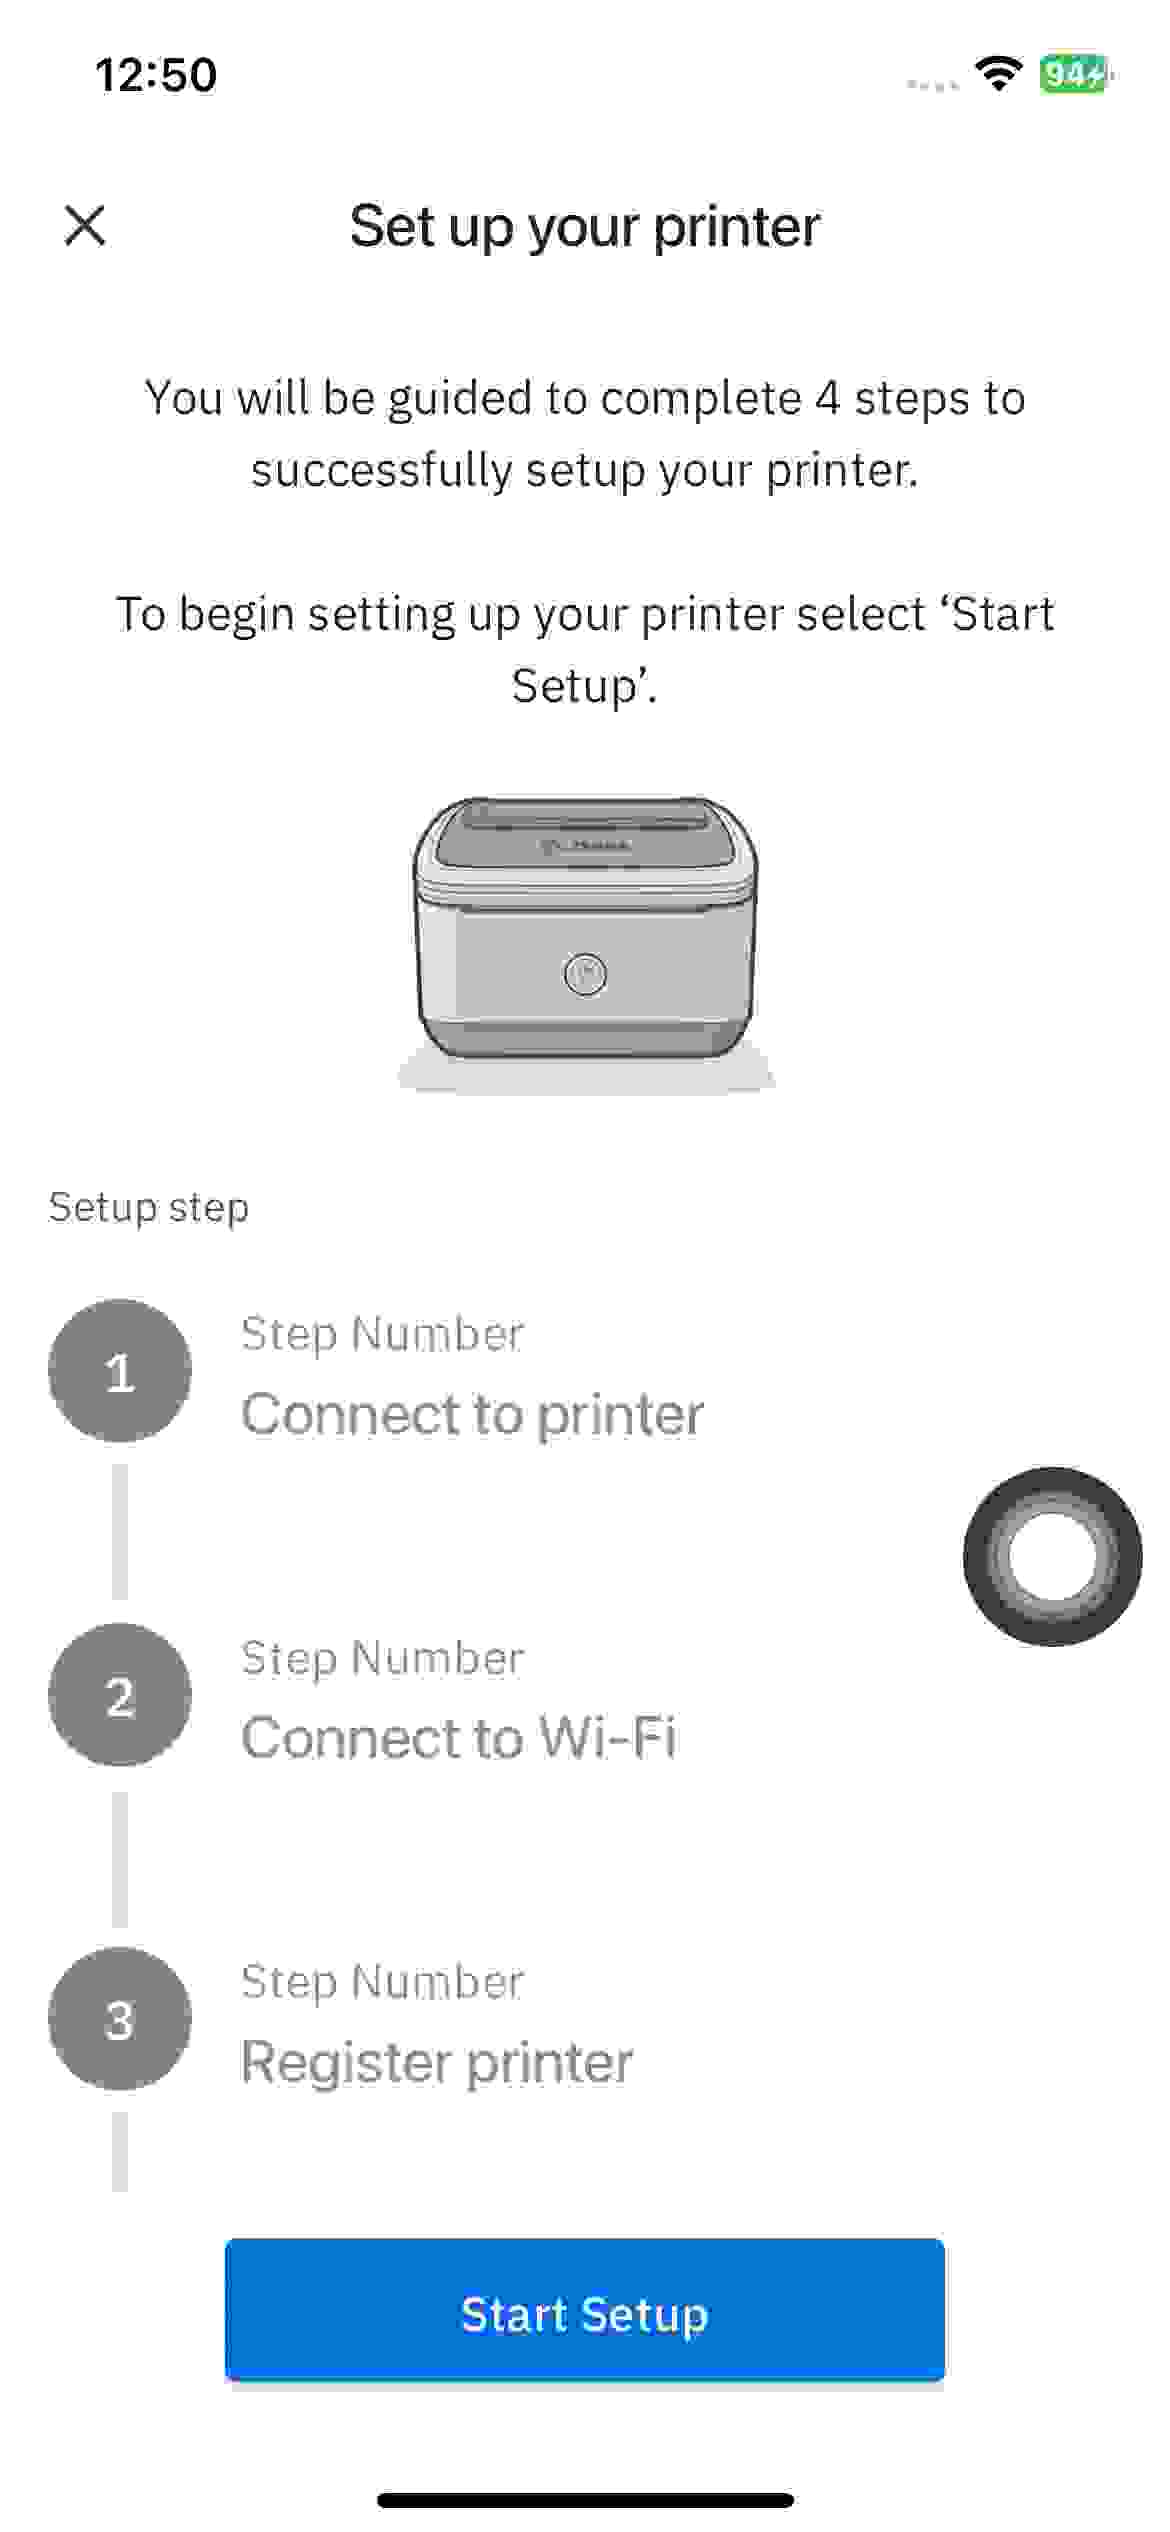 12:50
94
Set up your printer
You will be guided to complete 4 steps to
successfully setup your printer.
To begin setting up your printer select ‘Start
Setup’.
Setup step
1
Step Number
Connect to printer
2
Step Number
Connect to Wi-Fi
3
Step Number
Register printer
Start Setup